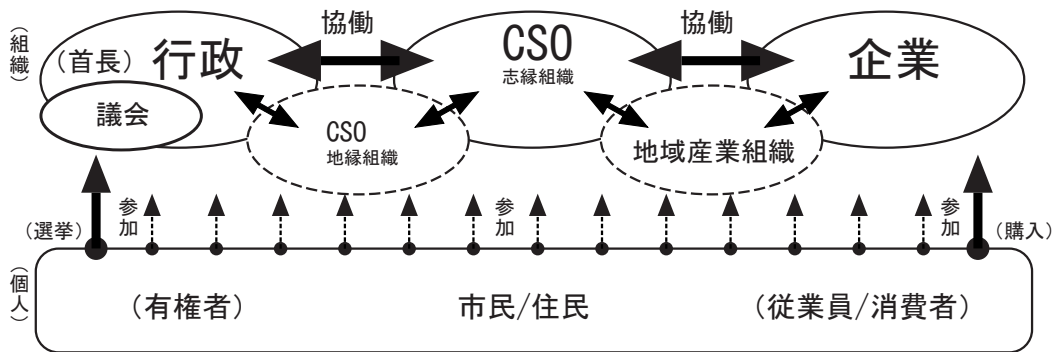 （組織）
協働
協働
（首長）行政
CSO
志縁組織
企業
議会
CSO
地縁組織
地域産業組織
（選挙）
参加
参加
参加
（購入）
（個人）
（有権者）
市民/住民
（従業員/消費者）